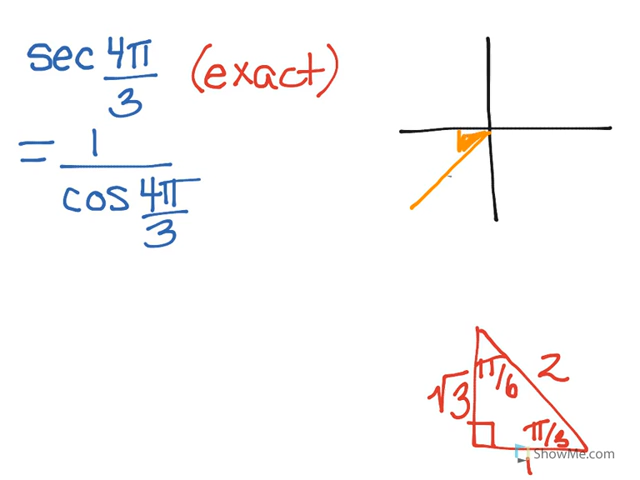 sec 4π/3 (exact)
= 1/cos 4π/3
√3 π/6 2
π/3
1
ShowMe.com